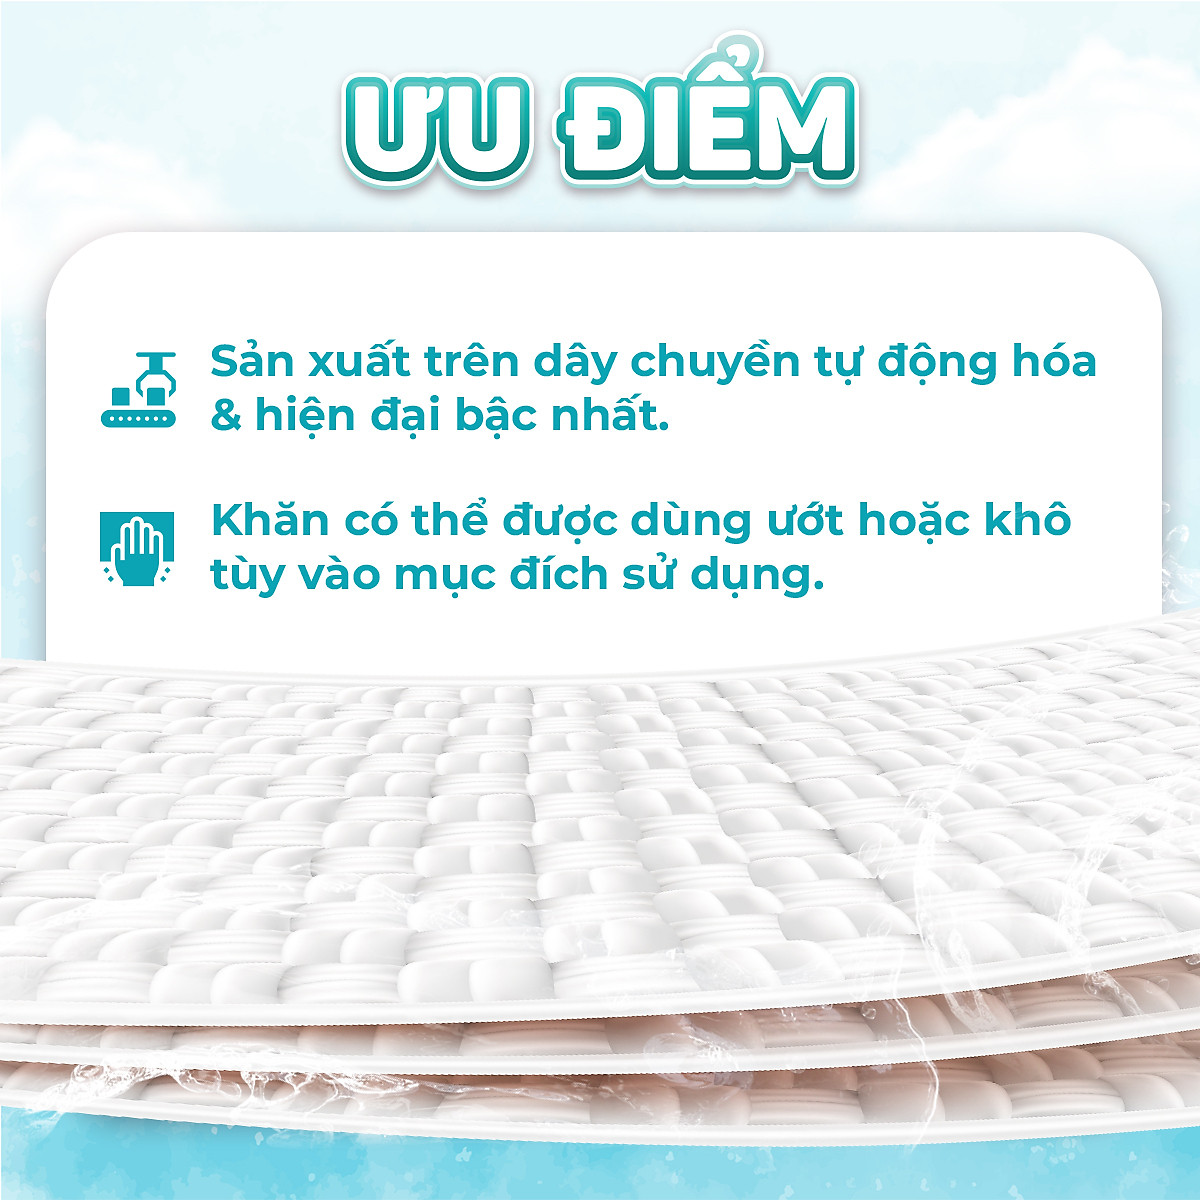 ƯU ĐIỂM
Sản xuất trên dây chuyền tự động hóa
& hiện đại bậc nhất.
Khăn có thể được dùng ướt hoặc khô
tùy vào mục đích sử dụng.